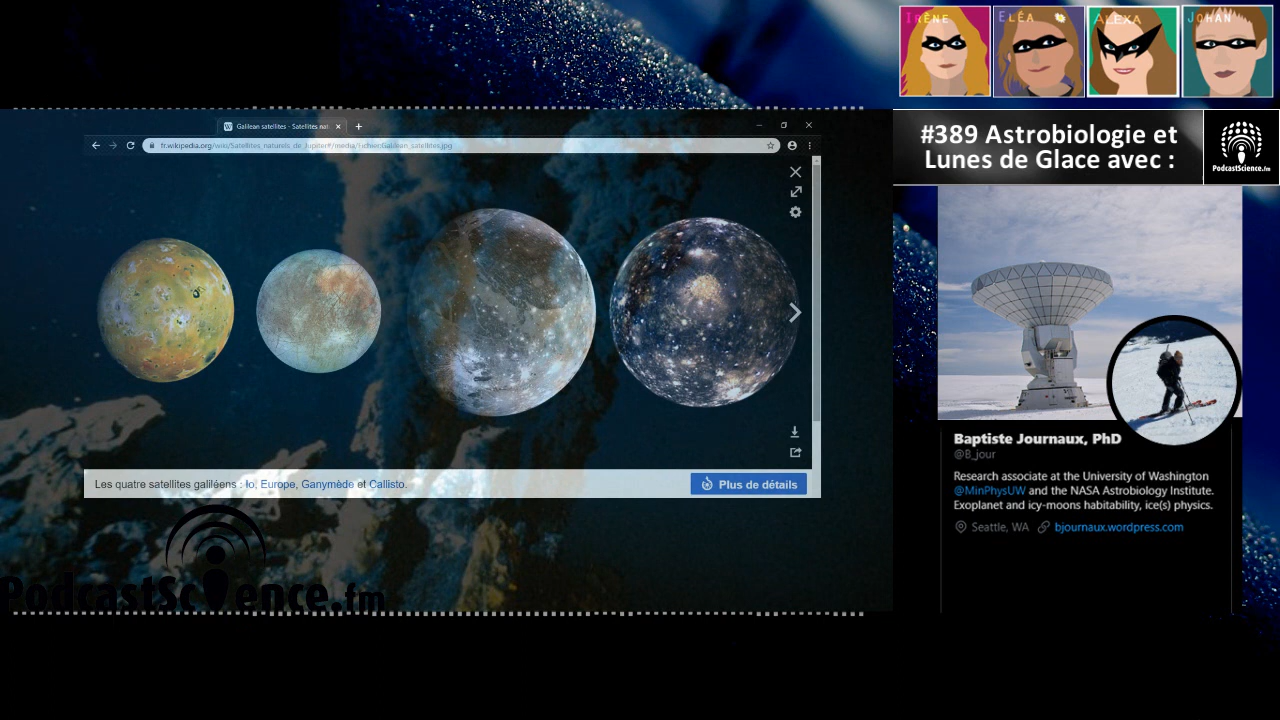 IRÈNE
ELÉA
ALEXA
JOHAN
#389 Astrobiologie et
Lunes de Glace avec :
PodcastScience.fm
Galilean satellites - Satellites nat
fr.wikipedia.org/wiki/Satellites_naturels_de_Jupiter#/media/Fichier:Galilean_satellites.jpg
Les quatre satellites galiléens : Io, Europe, Ganymède et Callisto.
Plus de détails
PodcastScience.fm
Baptiste Journaux, PhD
@B_jour
Research associate at the University of Washington
@MinPhysUW and the NASA Astrobiology Institute.
Exoplanet and icy-moons habitability, ice(s) physics.
Seattle, WA bjournaux.wordpress.com